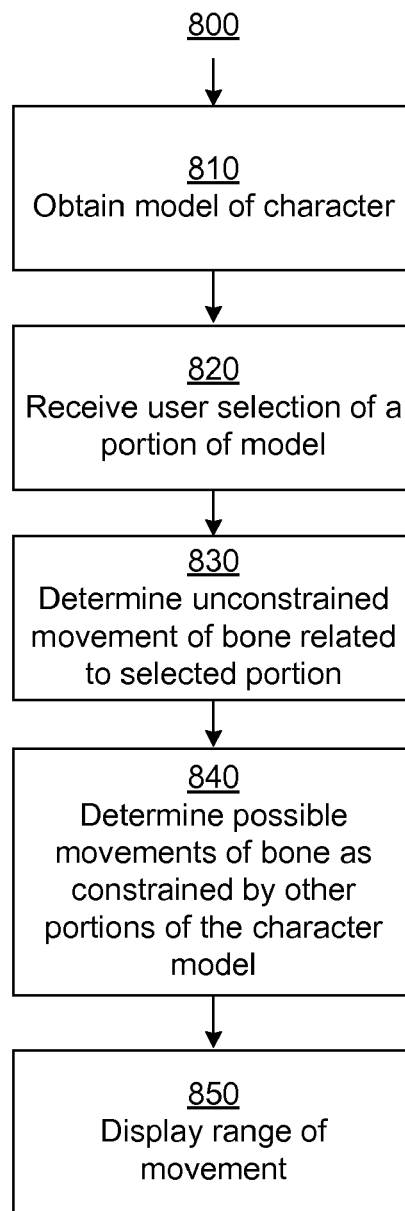 800
810
Obtain model of character
820
Receive user selection of a
portion of model
830
Determine unconstrained
movement of bone related
to selected portion
840
Determine possible
movements of bone as
constrained by other
portions of the character
model
850
Display range of
movement